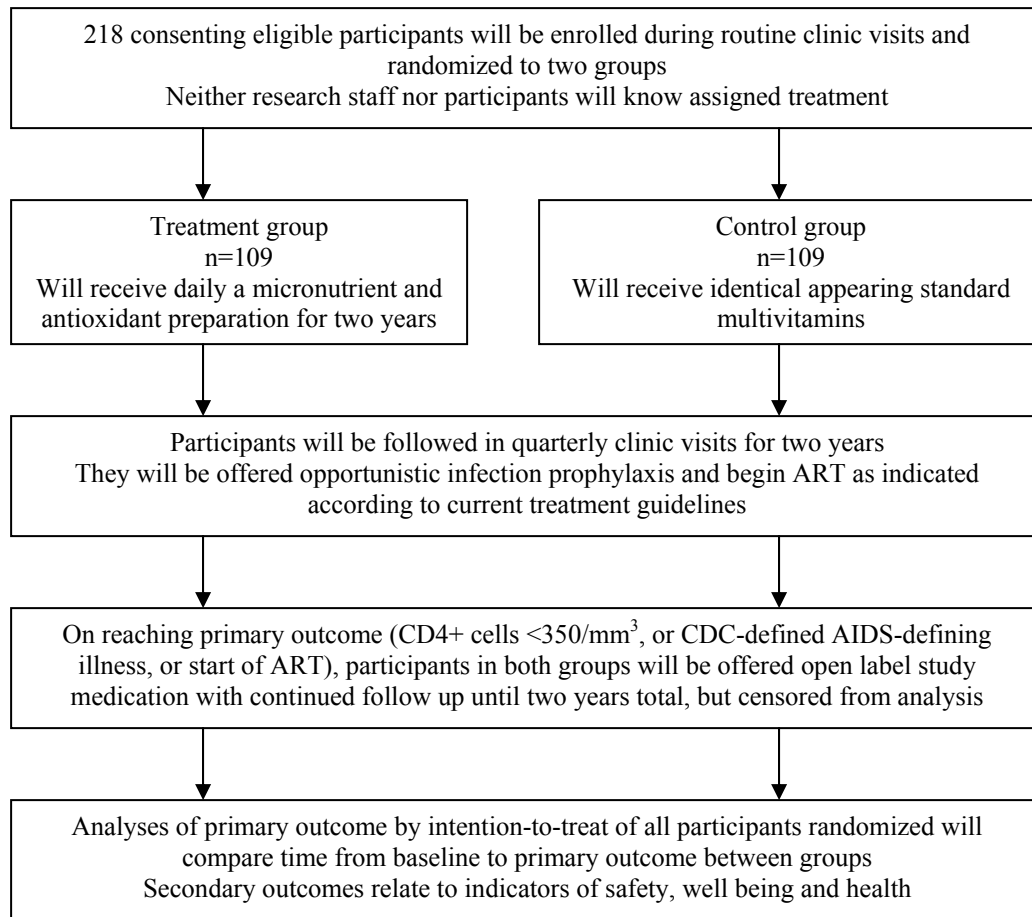 218 consenting eligible participants will be enrolled during routine clinic visits and
randomized to two groups
Neither research staff nor participants will know assigned treatment
Treatment group
n=109
Will receive daily a micronutrient and
antioxidant preparation for two years
Control group
n=109
Will receive identical appearing standard
multivitamins
Participants will be followed in quarterly clinic visits for two years
They will be offered opportunistic infection prophylaxis and begin ART as indicated
according to current treatment guidelines
On reaching primary outcome (CD4+ cells <350/mm³, or CDC-defined AIDS-defining
illness, or start of ART), participants in both groups will be offered open label study
medication with continued follow up until two years total, but censored from analysis
Analyses of primary outcome by intention-to-treat of all participants randomized will
compare time from baseline to primary outcome between groups
Secondary outcomes relate to indicators of safety, well being and health